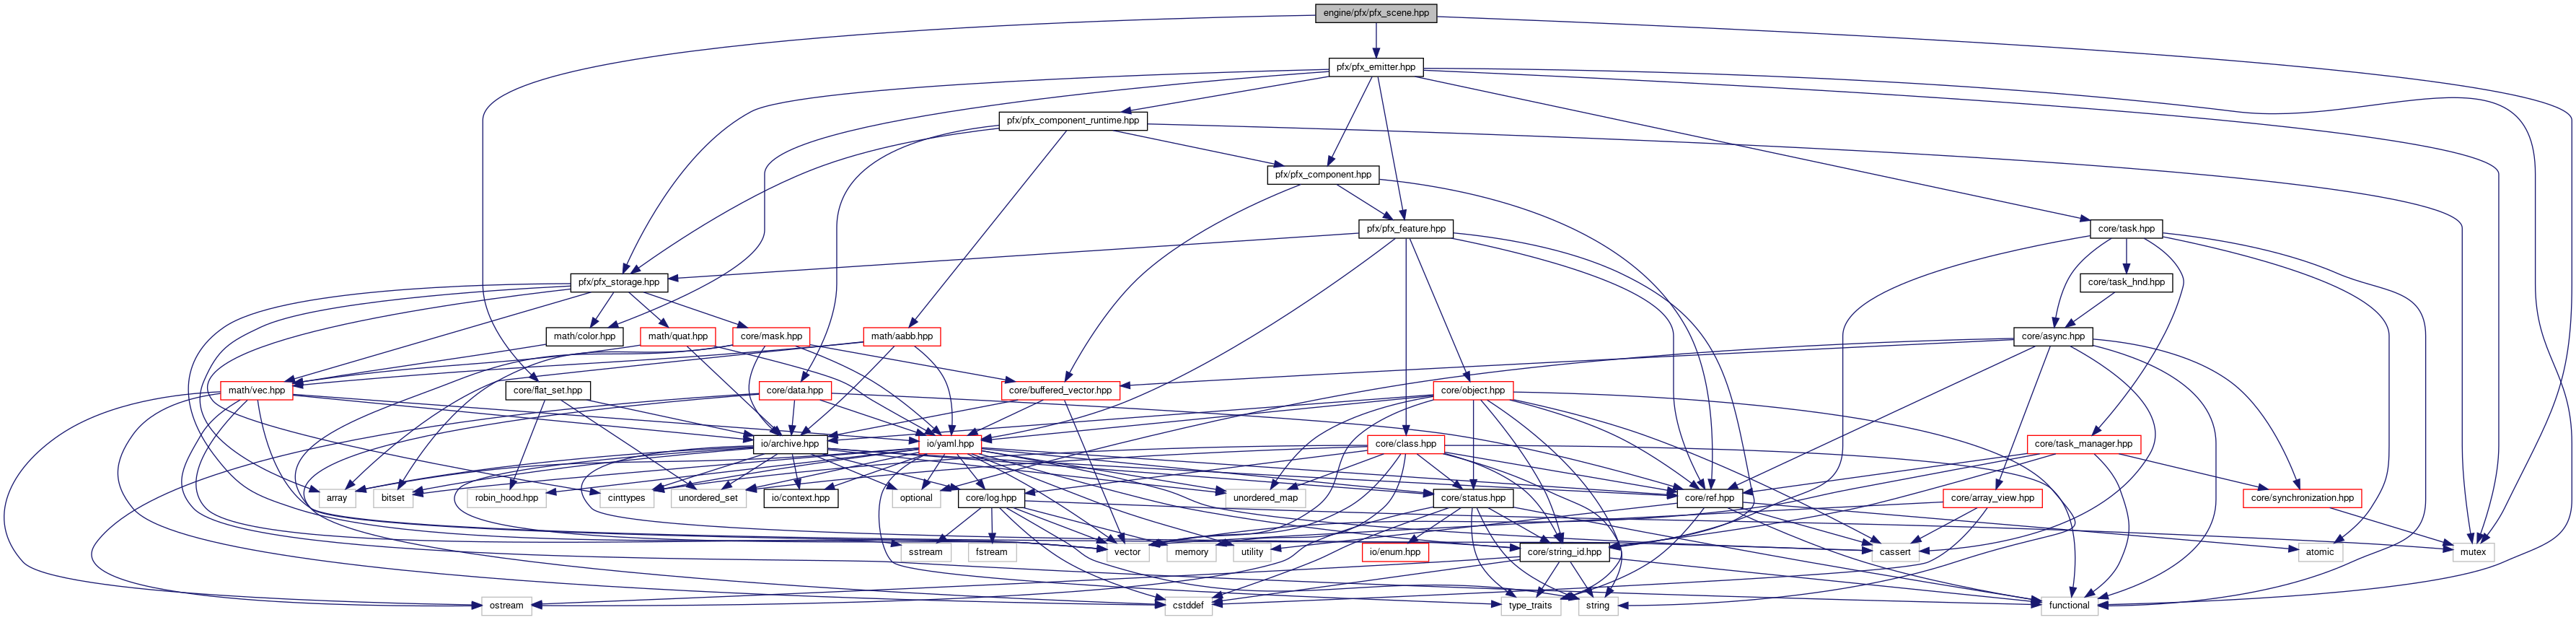 engine/pfx/pfx_scene.hpp
pfx/pfx_emitter.hpp
pfx/pfx_component_runtime.hpp
pfx/pfx_component.hpp
pfx/pfx_feature.hpp
core/task.hpp
pfx/pfx_storage.hpp
core/task_hnd.hpp
math/color.hpp
math/quat.hpp
core/mask.hpp
math/aabb.hpp
core/async.hpp
math/vec.hpp
core/flat_set.hpp
core/data.hpp
core/buffered_vector.hpp
core/object.hpp
io/archive.hpp
io/yaml.hpp
core/class.hpp
core/task_manager.hpp
array
bitset
robin_hood.hpp
cinttypes
unordered_set
io/context.hpp
optional
core/log.hpp
unordered_map
core/status.hpp
core/ref.hpp
core/array_view.hpp
core/synchronization.hpp
sstream
fstream
vector
memory
utility
io/enum.hpp
core/string_id.hpp
cassert
atomic
mutex
ostream
cstddef
type_traits
string
functional